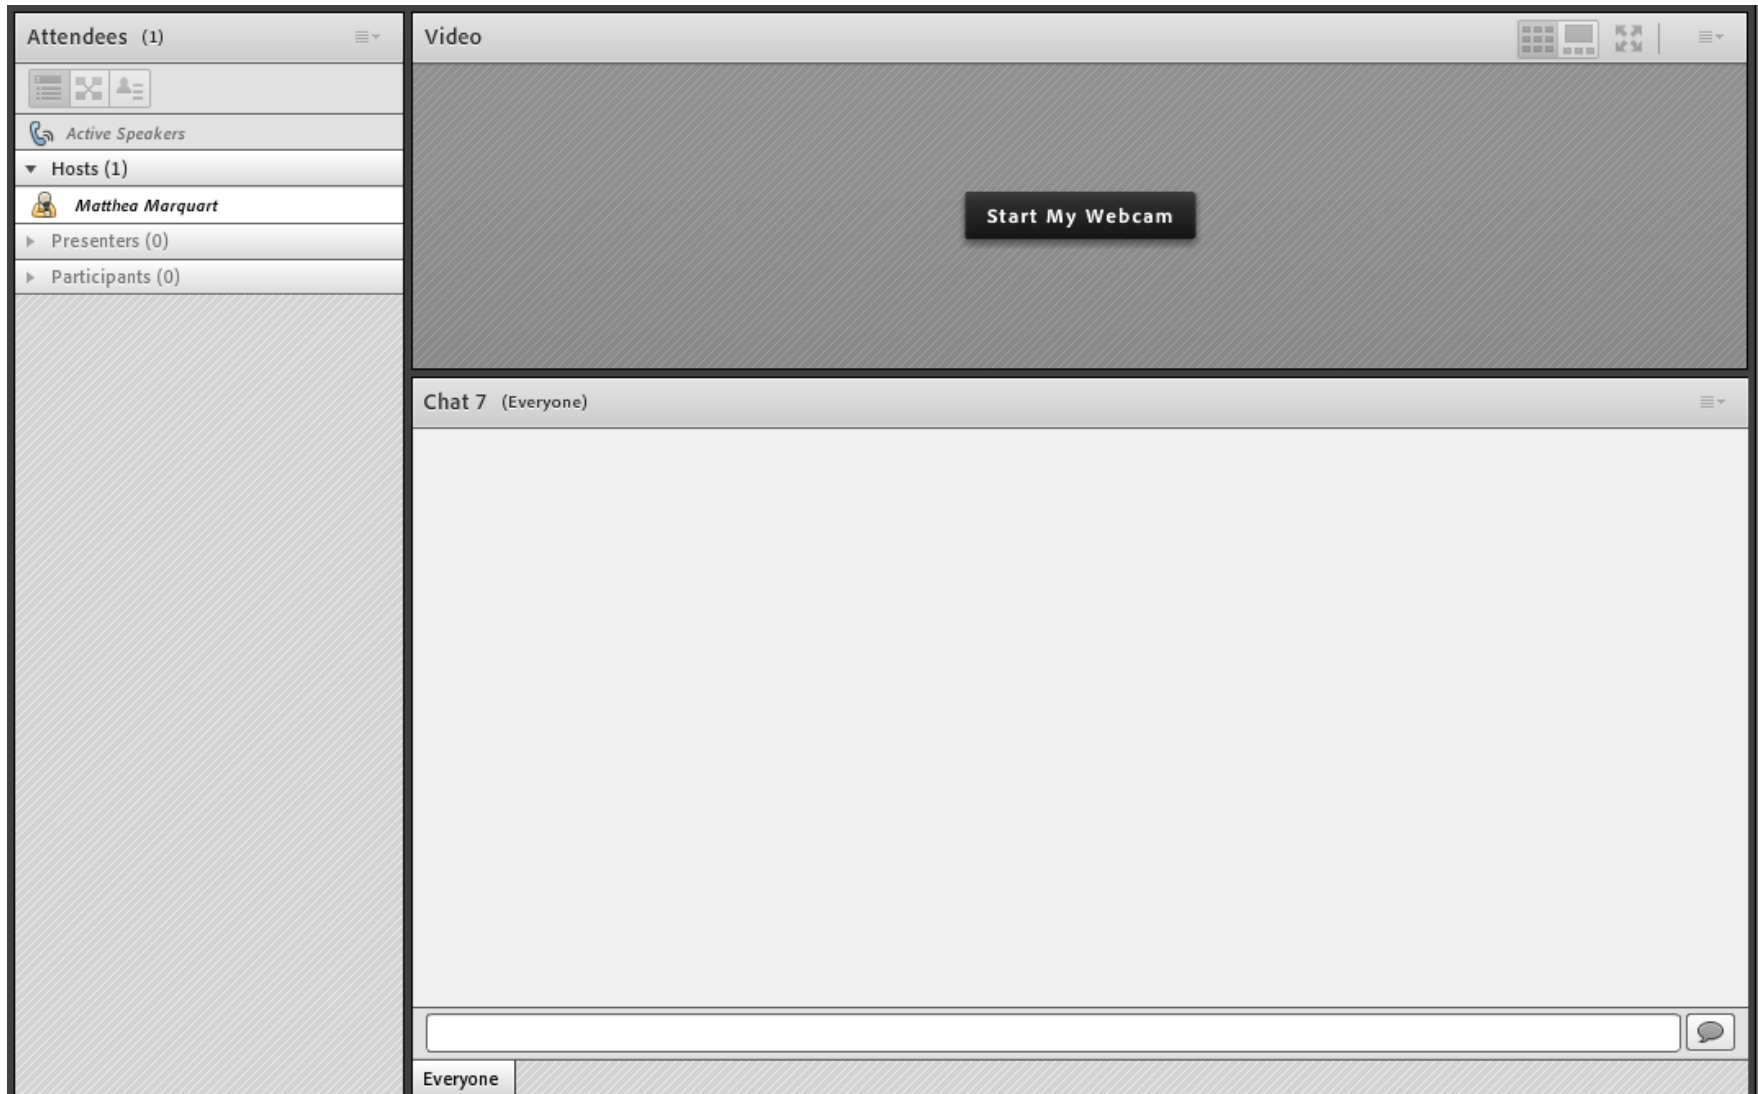 Attendees (1)
Active Speakers
Hosts (1)
Matthea Marquart
Presenters (0)
Participants (0)
Video
Start My Webcam
Chat 7 (Everyone)
Everyone